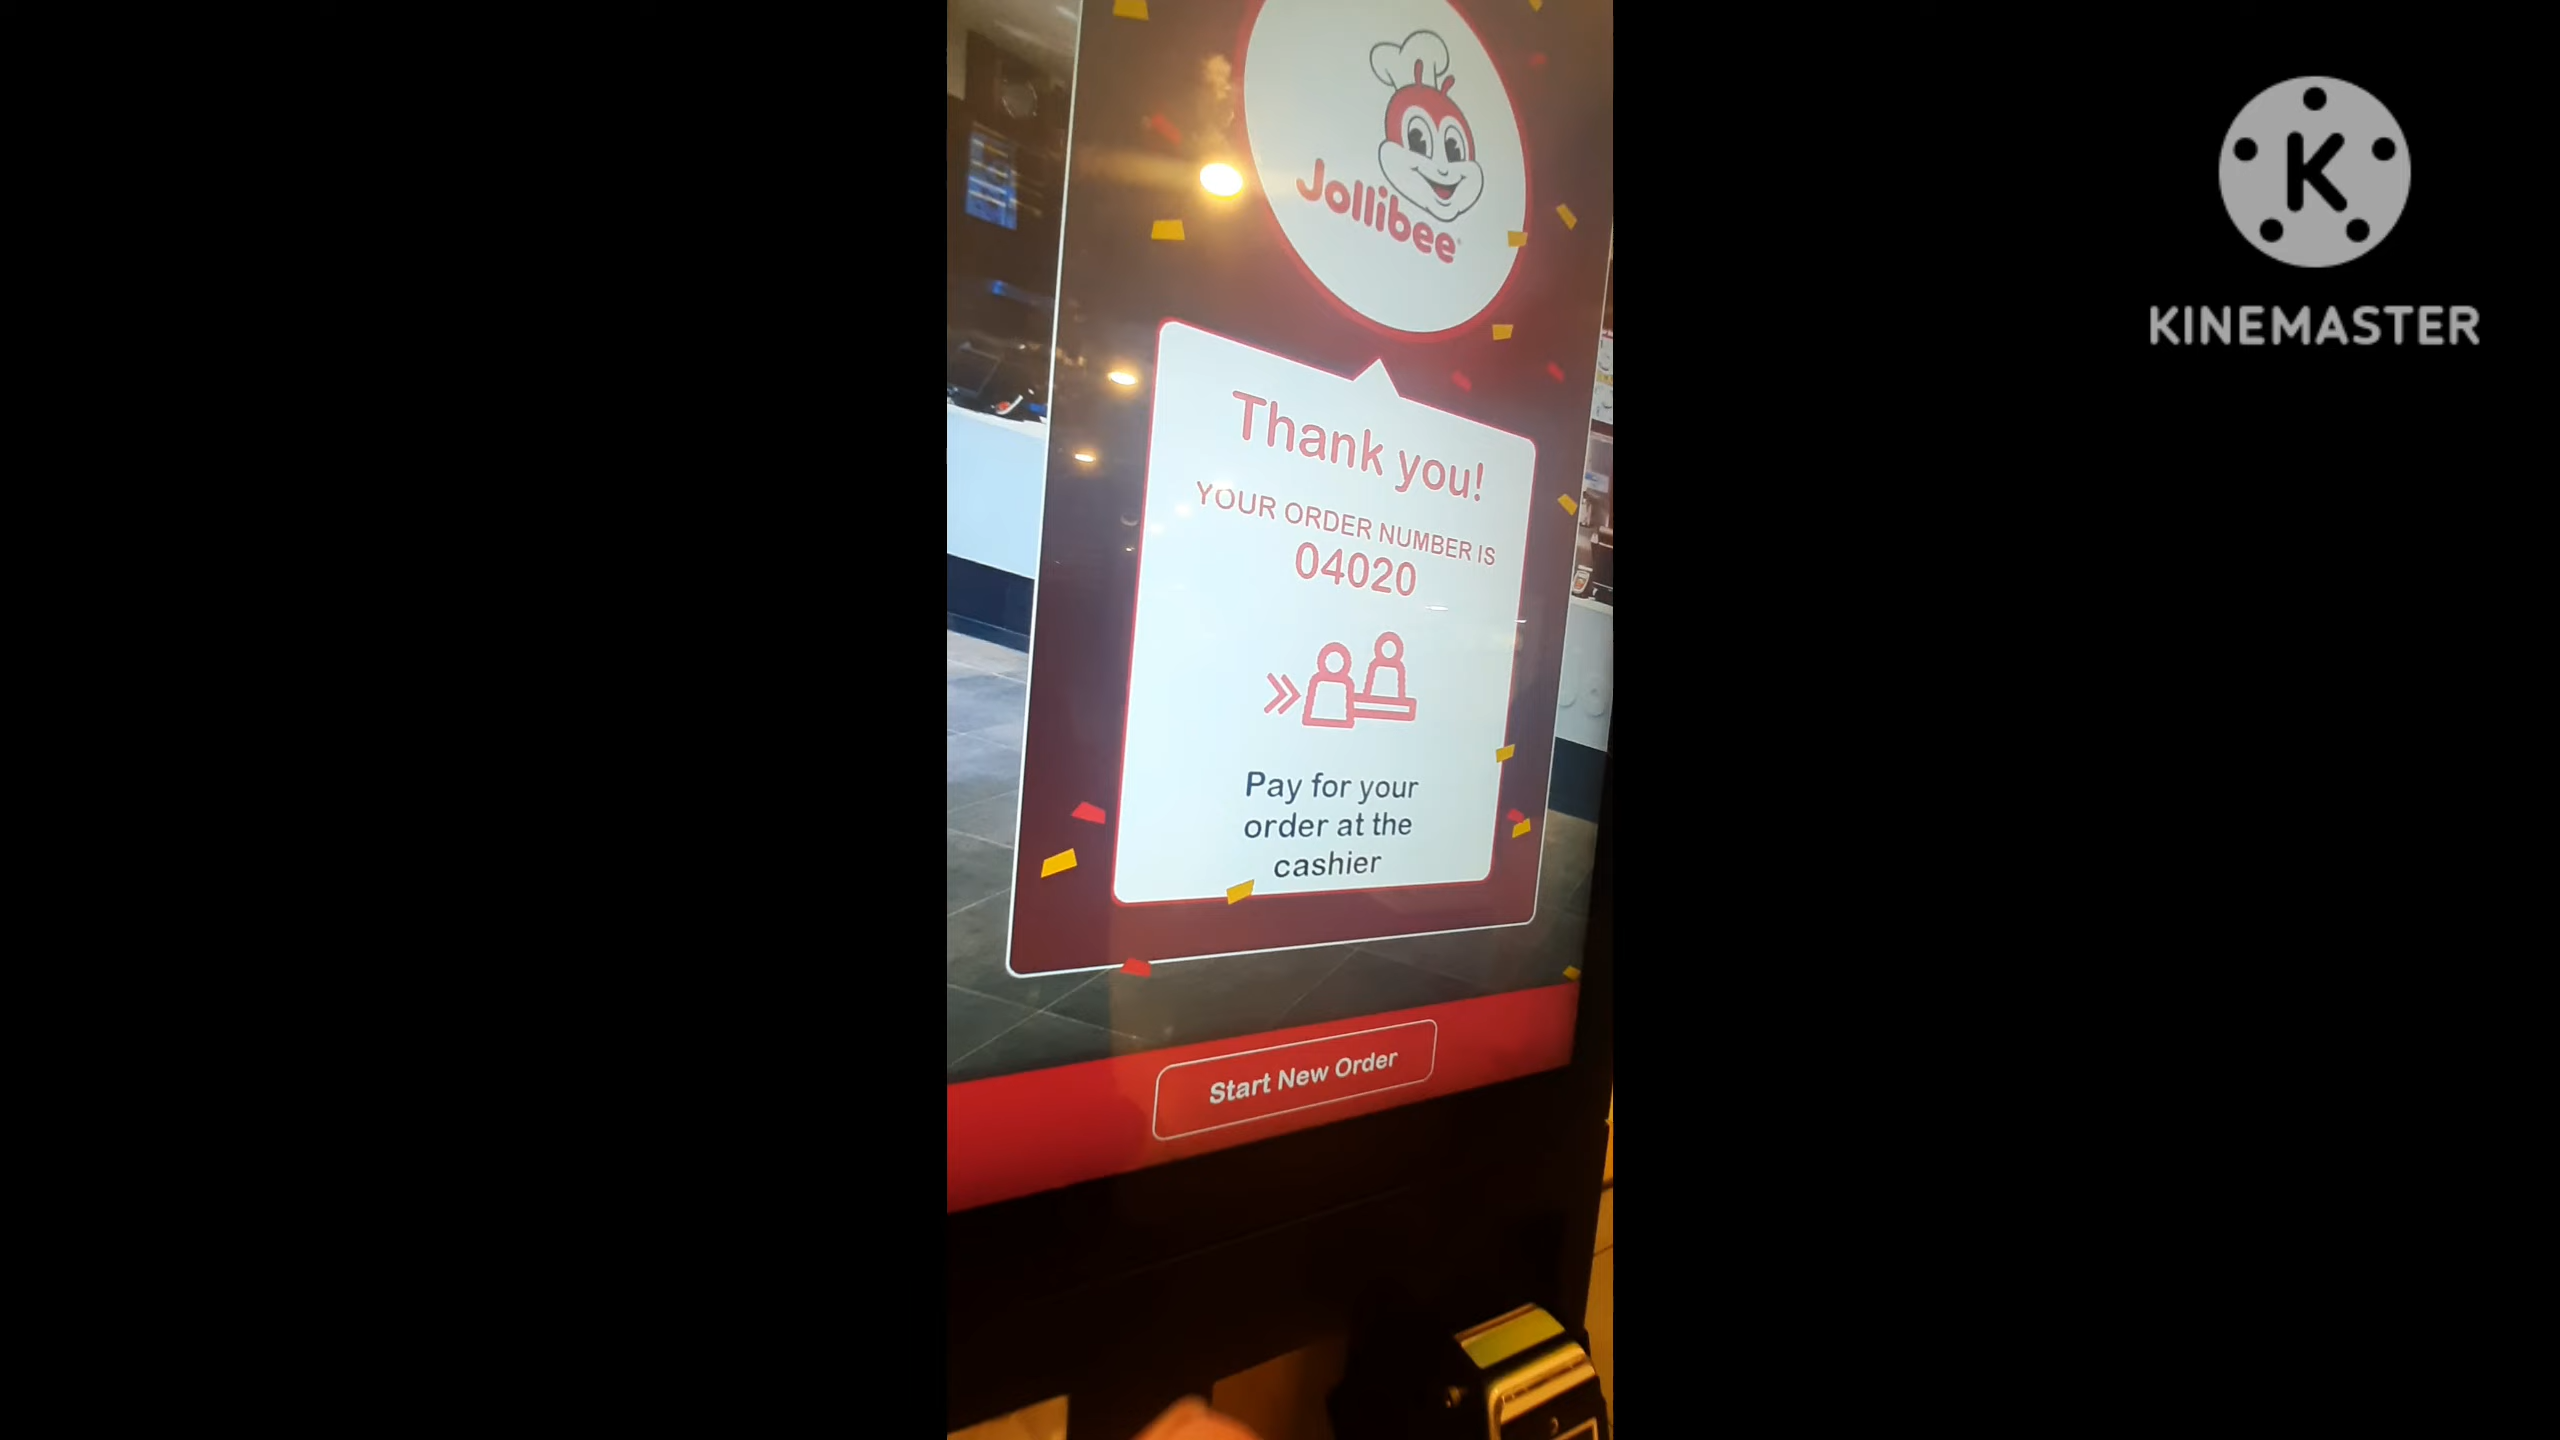 Jollibee
Thank you!
YOUR ORDER NUMBER IS
04020
Pay for your
order at the
cashier
Start New Order
K
KINEMASTER